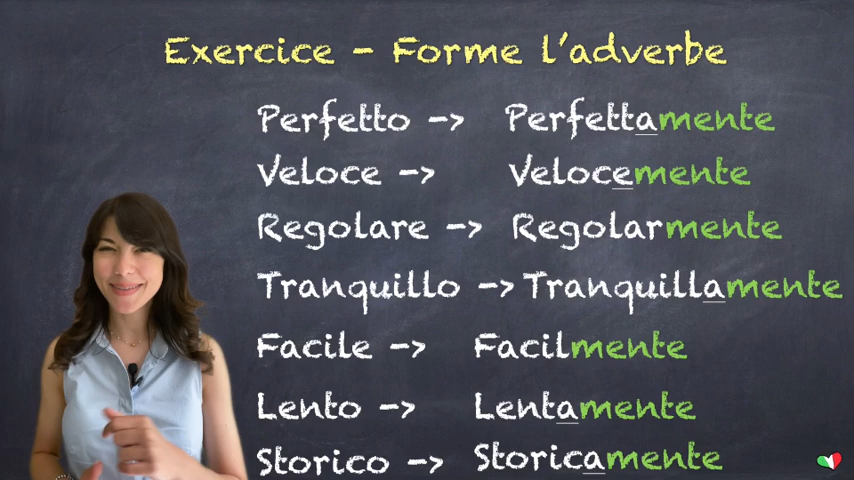 Exercice - Forme l'adverbe
Perfetto -> Perfettamente
Veloce -> Velocemente
Regolare -> Regolarmente
Tranquillo -> Tranquillamente
Facile -> Facilmente
Lento -> Lentamente
Storico -> Storicamente